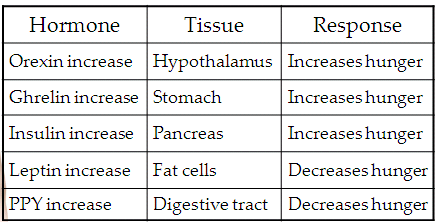 Hormone Tissue Response
Orexin increase Hypothalamus Increases hunger
Ghrelin increase Stomach Increases hunger
Insulin increase Pancreas Increases hunger
Leptin increase Fat cells Decreases hunger
PPY increase Digestive tract Decreases hunger